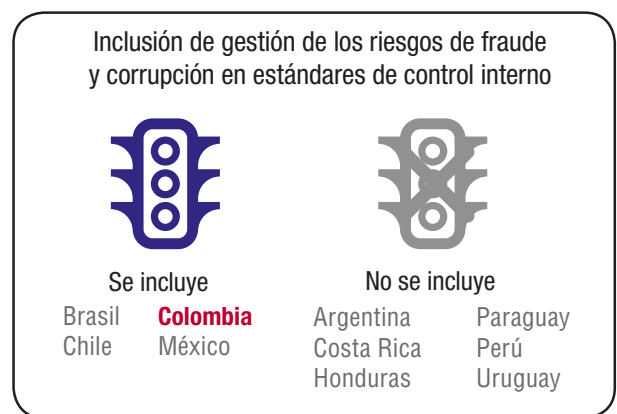 Inclusión de gestión de los riesgos de fraude
y corrupción en estándares de control interno
Se incluye
Brasil Colombia
Chile México
No se incluye
Argentina Paraguay
Costa Rica Perú
Honduras Uruguay